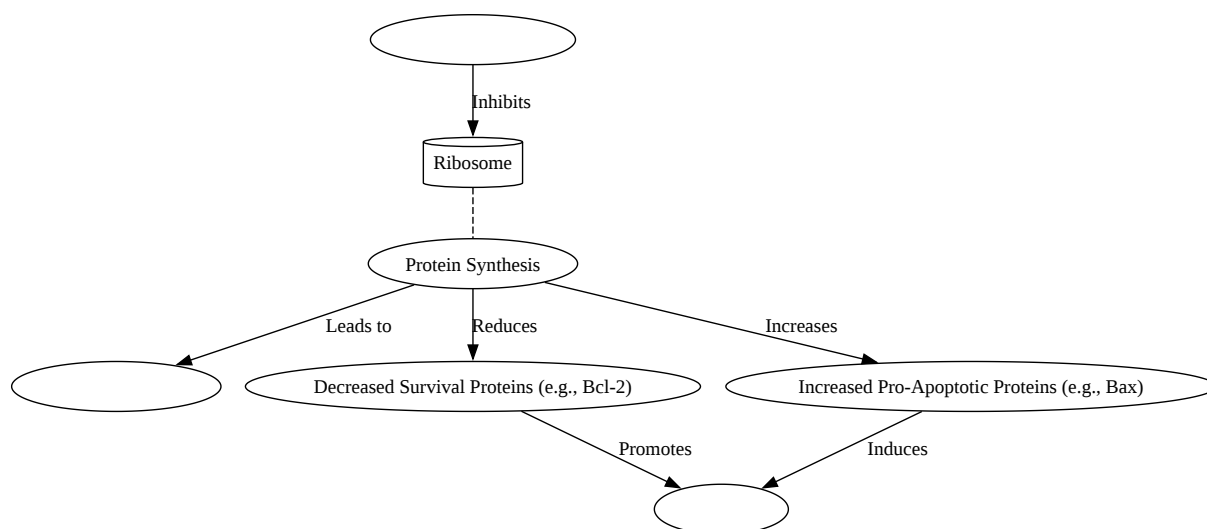 Inhibits
Ribosome
Protein Synthesis
Leads to
Reduces
Increases
Decreased Survival Proteins (e.g., Bcl-2)
Increased Pro-Apoptotic Proteins (e.g., Bax)
Promotes
Induces